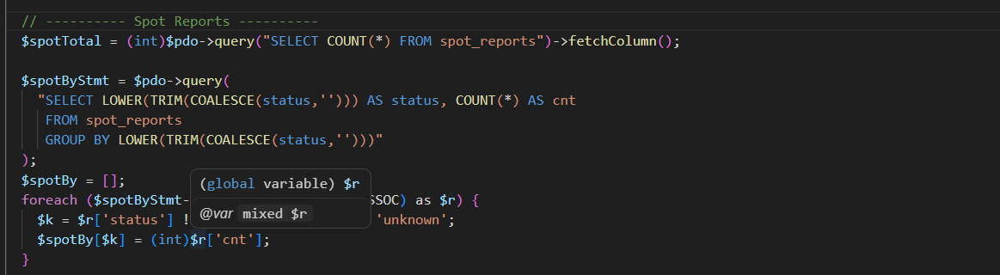 // ---------- Spot Reports ----------
$spotTotal = (int)$pdo->query("SELECT COUNT(*) FROM spot_reports")->fetchColumn();
$spotByStmt = $pdo->query(
"SELECT LOWER(TRIM(COALESCE(status,''))) AS status, COUNT(*) AS cnt
FROM spot_reports
GROUP BY LOWER(TRIM(COALESCE(status,'')))"
);
$spotBy = [];
(global variable) $r
foreach ($spotByStmt- SSOC) as $r) {
@var mixed $r
$k = $r['status'] ! 'unknown';
$spotBy[$k] = (int)$r['cnt'];
}